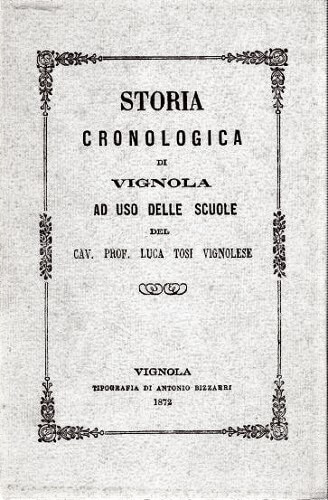 STORIA
CRONOLOGICA
DI
VIGNOLA
AD USO DELLE SCUOLE
DEL
CAV. PROF. LUCA TOSI VIGNOLESE
VIGNOLA
TIPOGRAFIA DI ANTONIO BIZZARRI
1872